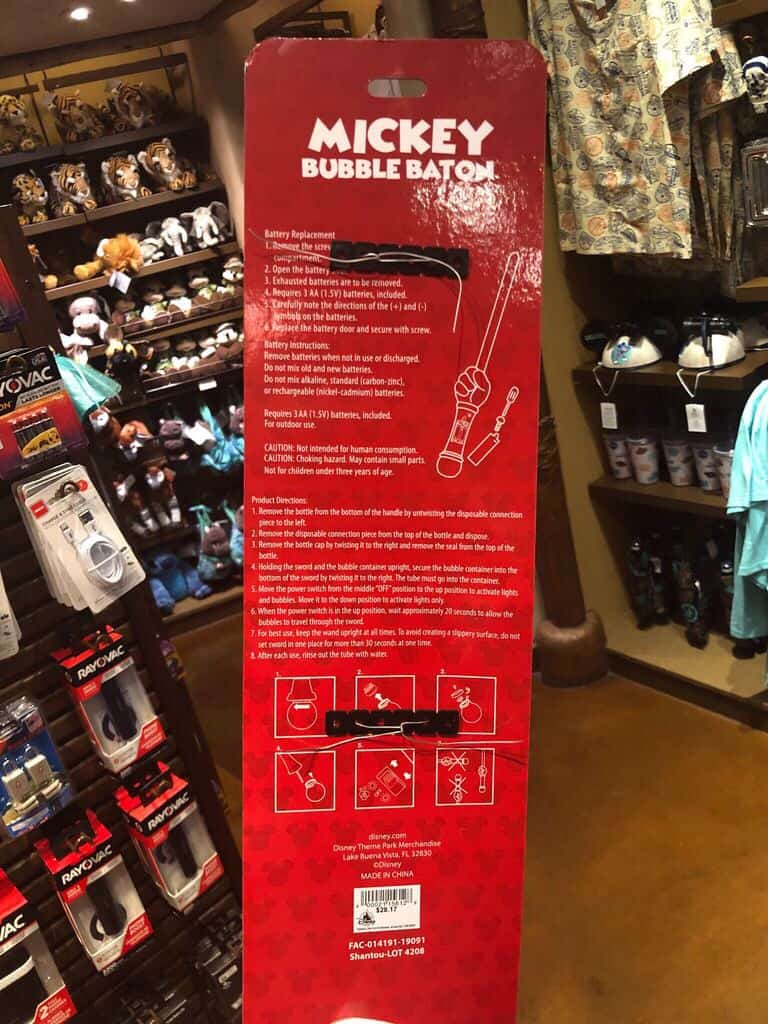 MICKEY
BUBBLE BATON
Battery Replacement
1. Remove the
compartment.
2. Open the battery
3. Exhausted batteries are to be removed.
4. Requires 3 AA (1.5V) batteries, included.
5. Carefully note the directions of the (+) and (-)
symbols on the batteries.
6. Replace the battery door and secure with screw.
Battery Instructions:
Remove batteries when not in use or discharged.
Do not mix old and new batteries.
Do not mix alkaline, standard (carbon-zinc),
or rechargeable (nickel-cadmium) batteries.
Requires 3 AA (1.5V) batteries, included.
For outdoor use.
CAUTION: Not intended for human consumption.
CAUTION: Choking hazard. May contain small parts.
Not for children under three years of age.
Product Directions:
1. Remove the bottle from the bottom of the handle by untwisting the disposable connection
piece to the left.
2. Remove the disposable connection piece from the top of the bottle and dispose.
3. Remove the bottle cap by twisting it to the right and remove the seal from the top of the
bottle.
4. Holding the sword and the bubble container upright, secure the bubble container into the
bottom of the sword by twisting it to the right. The tube must go into the container.
5. Move the power switch from the middle "OFF" position to the up position to activate lights
and bubbles. Move it to the down position to activate lights only.
6. When the power switch is in the up position, wait approximately 20 seconds to allow the
bubbles to travel through the sword.
7. For best use, keep the wand upright at all times. To avoid creating a slippery surface, do not
set sword in one place for more than 30 seconds at one time.
8. After each use, rinse out the tube with water.
1.
2.
3.
4.
5.
7.
disney.com
Disney Theme Park Merchandise
Lake Buena Vista, FL 32830
©Disney
MADE IN CHINA
$28.17
FAC-014191-19091
Shantou-LOT 4208
YOVAC
RAYOVAC
RAYOVAC
RAYOVAC
VAC